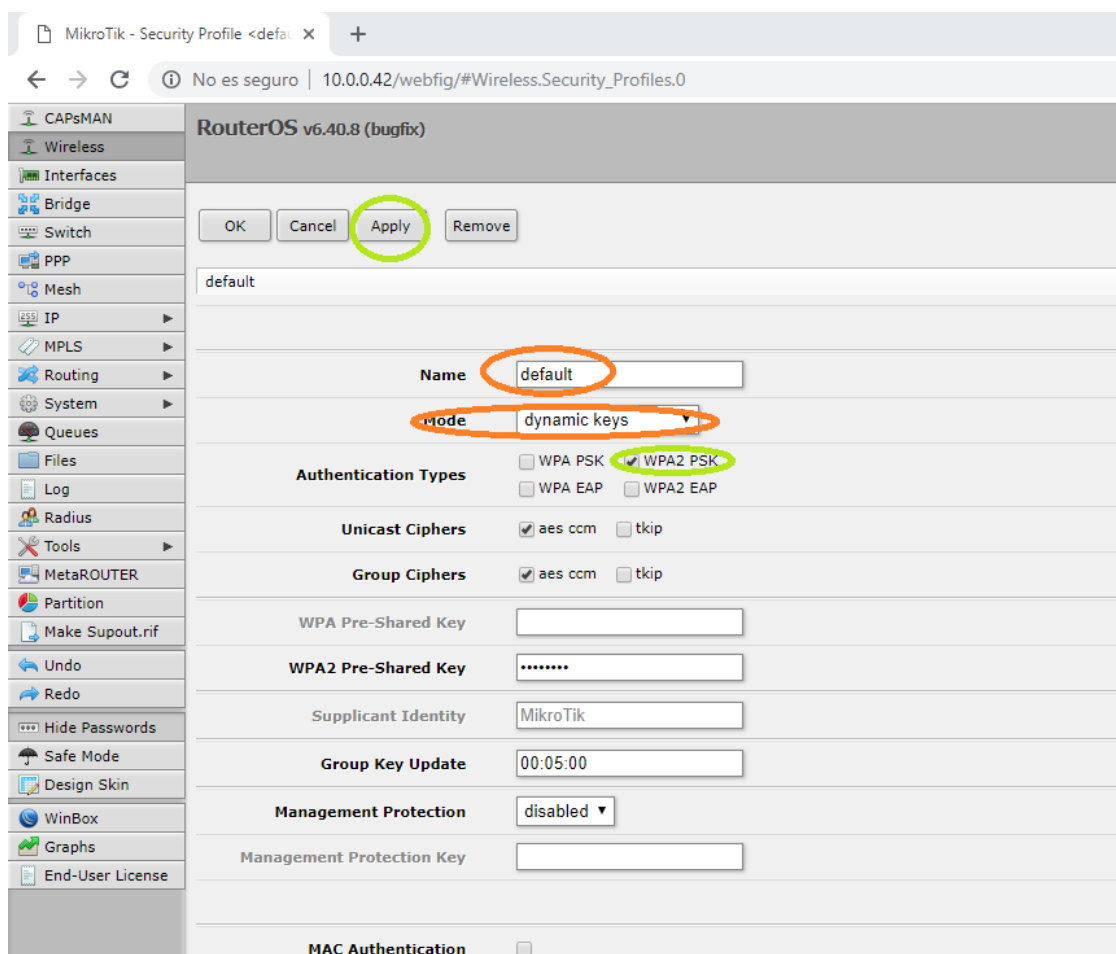 MikroTik - Security Profile <defau
No es seguro | 10.0.0.42/webfig/#Wireless.Security_Profiles.0
CAPsMAN
Wireless
Interfaces
Bridge
Switch
PPP
Mesh
IP
MPLS
Routing
System
Queues
Files
Log
Radius
Tools
MetaROUTER
Partition
Make Supout.rif
Undo
Redo
Hide Passwords
Safe Mode
Design Skin
WinBox
Graphs
End-User License
RouterOS v6.40.8 (bugfix)
OK Cancel Apply Remove
default
Name default
Mode dynamic keys
Authentication Types WPA PSK WPA2 PSK
WPA EAP WPA2 EAP
Unicast Ciphers aes ccm tkip
Group Ciphers aes ccm tkip
WPA Pre-Shared Key
WPA2 Pre-Shared Key ••••••••
Supplicant Identity MikroTik
Group Key Update 00:05:00
Management Protection disabled
Management Protection Key
MAC Authentication